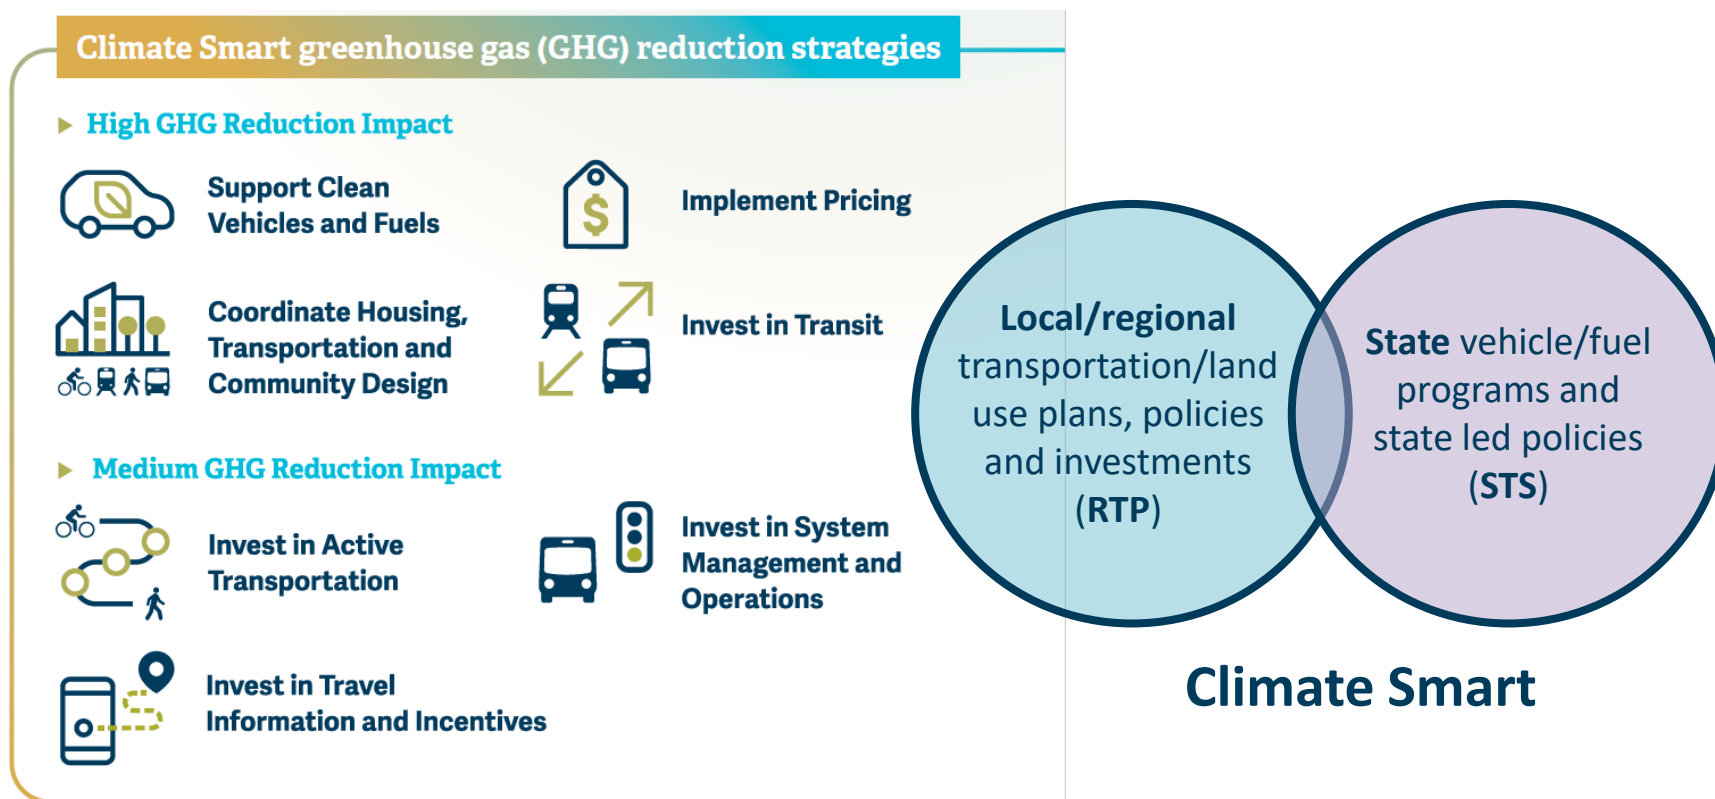 Climate Smart greenhouse gas (GHG) reduction strategies
High GHG Reduction Impact
Support Clean
Vehicles and Fuels
$
Implement Pricing
Coordinate Housing,
Transportation and
Community Design
Invest in Transit
Medium GHG Reduction Impact
Invest in Active
Transportation
Invest in System
Management and
Operations
Invest in Travel
Information and Incentives
Local/regional
transportation/land
use plans, policies
and investments
(RTP)
State vehicle/fuel
programs and
state led policies
(STS)
Climate Smart